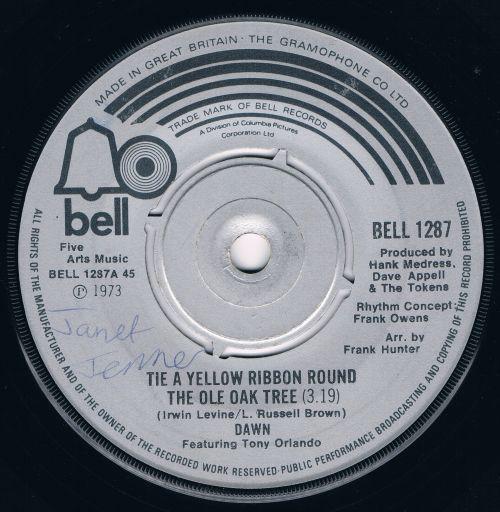 MADE IN GREAT BRITAIN · THE GRAMOPHONE CO LTD
TRADE MARK OF BELL RECORDS
A Division of Columbia Pictures
Corporation Ltd
bell
Five
Arts Music
BELL 1287A 45
Ⓟ 1973
BELL 1287
Produced by
Hank Medress,
Dave Appell
& The Tokens
Rhythm Concept:
Frank Owens
Arr. by
Frank Hunter
Janet
Jenner
TIE A YELLOW RIBBON ROUND
THE OLE OAK TREE (3.19)
(Irwin Levine/L. Russell Brown)
DAWN
Featuring Tony Orlando
ALL RIGHTS OF THE MANUFACTURER AND OF THE OWNER OF THE RECORDED WORK RESERVED·PUBLIC PERFORMANCE BROADCASTING AND COPYING OF THIS RECORD PROHIBITED